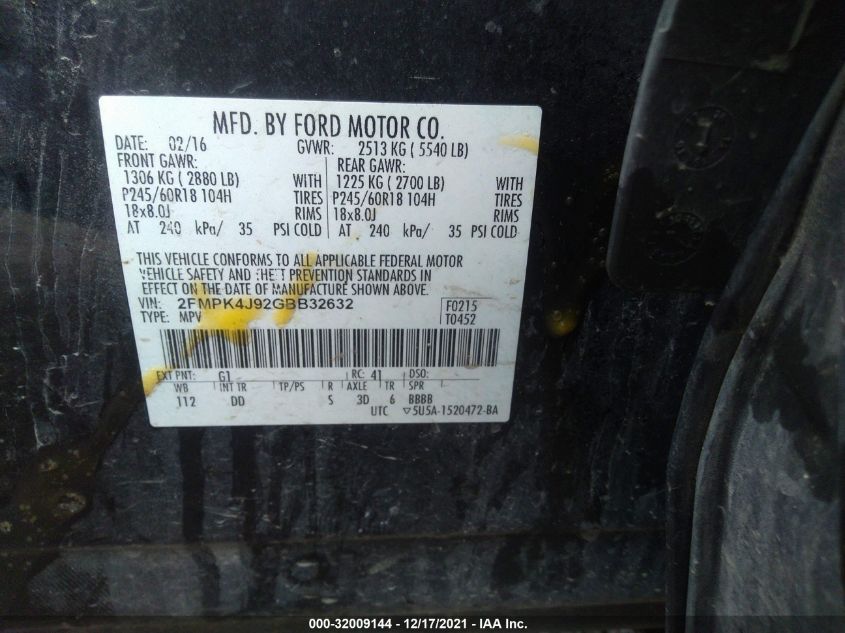 MFD. BY FORD MOTOR CO.
DATE: 02/16 GVWR: 2513 KG ( 5540 LB)
FRONT GAWR: REAR GAWR:
1306 KG ( 2880 LB) WITH 1225 KG ( 2700 LB) WITH
P245/60R18 104H TIRES P245/60R18 104H TIRES
18x8.0J RIMS 18x8.0J RIMS
AT 240 kPa/ 35 PSI COLD AT 240 kPa/ 35 PSI COLD
THIS VEHICLE CONFORMS TO ALL APPLICABLE FEDERAL MOTOR
VEHICLE SAFETY AND THEFT PREVENTION STANDARDS IN
EFFECT ON THE DATE OF MANUFACTURE SHOWN ABOVE.
VIN: 2FMPK4J92GBB32632 F0215
TYPE: MPV T0452
EXT PNT: G1 RC: 41 DSO:
WB INT TR TP/PS R AXLE TR SPR
112 DD S 3D 6 BBBB
UTC ▽5U5A-1520472-BA
000-32009144 - 12/17/2021 - IAA Inc.